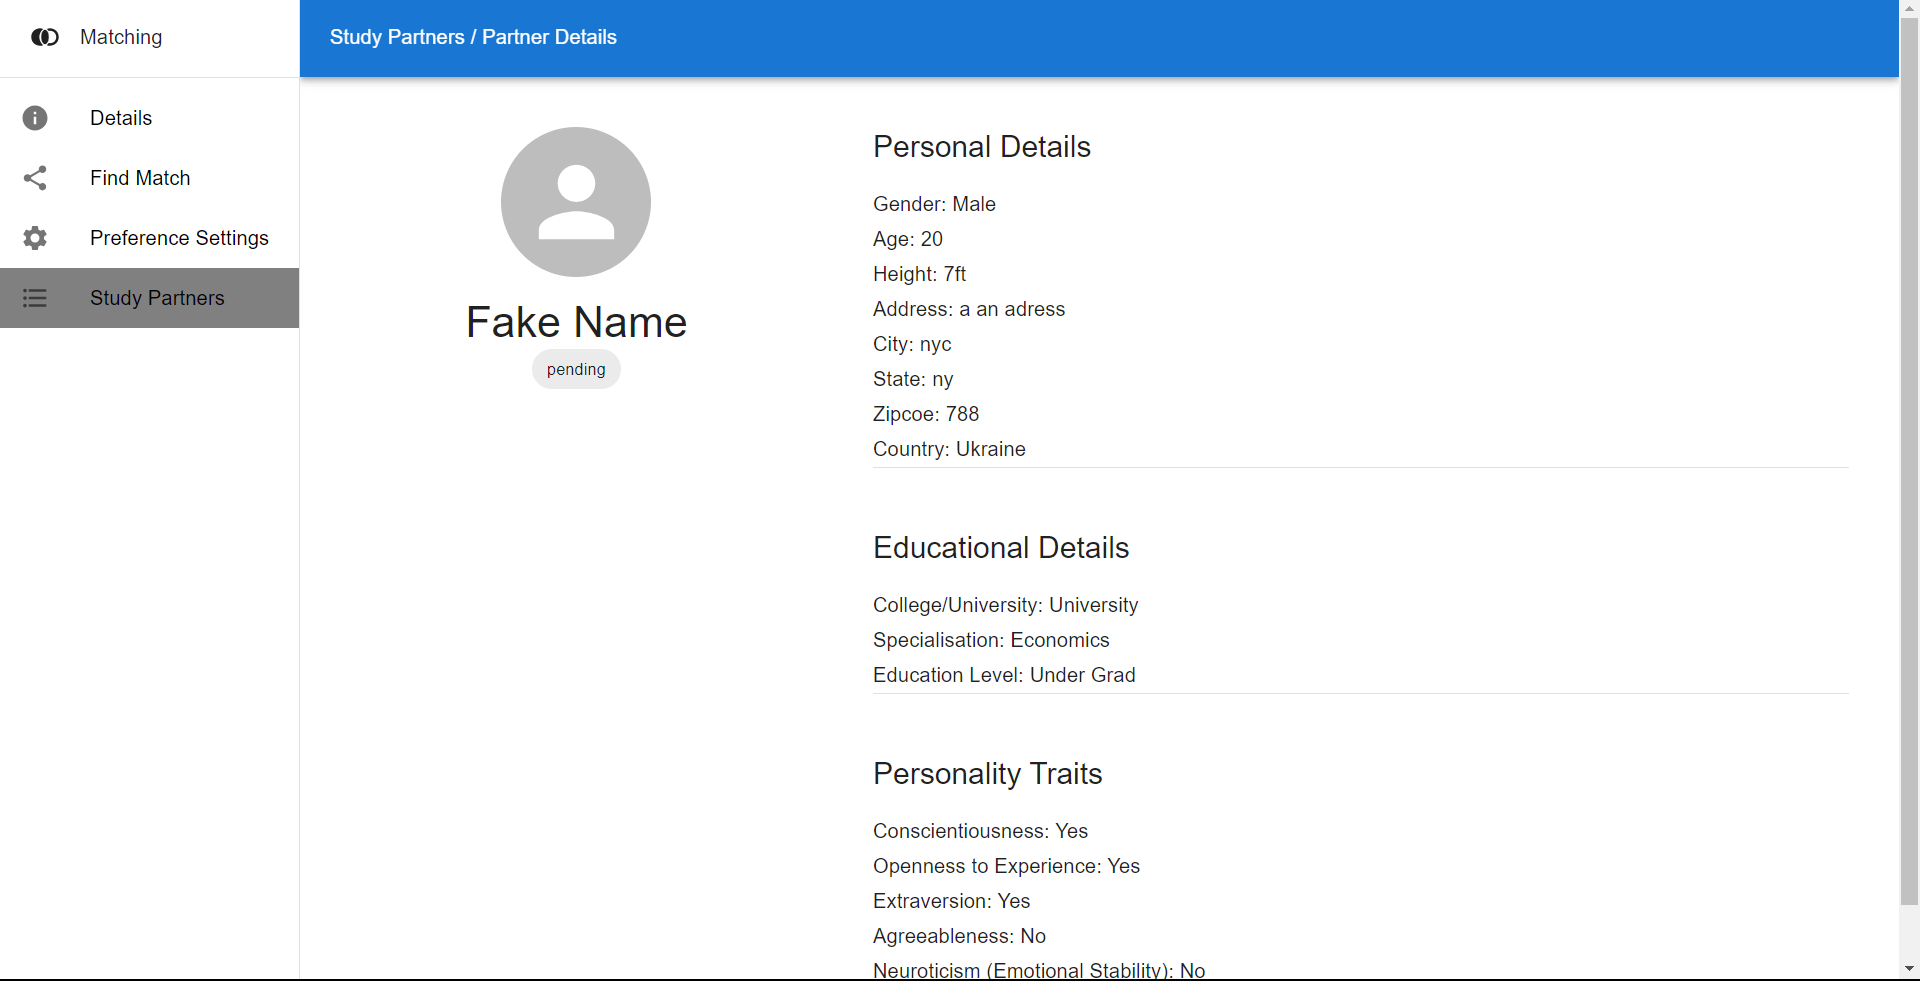 Matching
Study Partners / Partner Details
Details
Find Match
Preference Settings
Study Partners
Fake Name
pending
Personal Details
Gender: Male
Age: 20
Height: 7ft
Address: a an adress
City: nyc
State: ny
Zipcoe: 788
Country: Ukraine
Educational Details
College/University: University
Specialisation: Economics
Education Level: Under Grad
Personality Traits
Conscientiousness: Yes
Openness to Experience: Yes
Extraversion: Yes
Agreeableness: No
Neuroticism (Emotional Stability): No